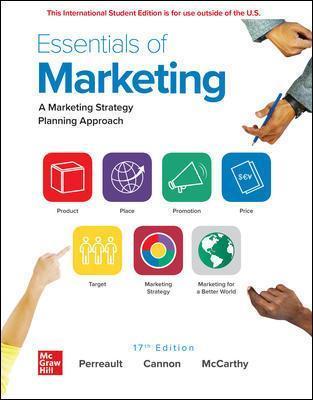 This International Student Edition is for use outside of the U.S.
Essentials of
Marketing
A Marketing Strategy
Planning Approach
Product
Place
Promotion
S€¥
Price
Target
Marketing
Strategy
Marketing for
a Better World
17th Edition
Mc
Graw
Hill
Perreault Cannon McCarthy